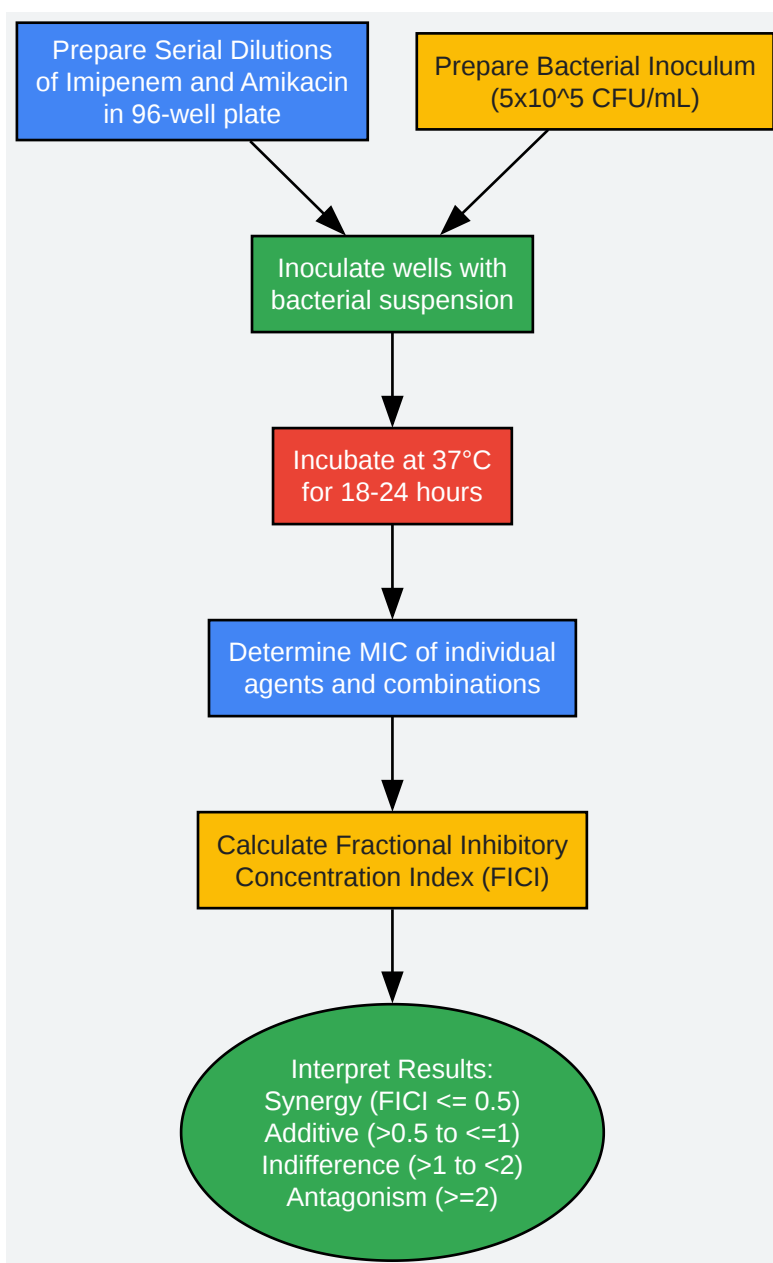 Prepare Serial Dilutions
of Imipenem and Amikacin
in 96-well plate
Prepare Bacterial Inoculum
(5x10^5 CFU/mL)
Inoculate wells with
bacterial suspension
Incubate at 37°C
for 18-24 hours
Determine MIC of individual
agents and combinations
Calculate Fractional Inhibitory
Concentration Index (FICI)
Interpret Results:
Synergy (FICI <= 0.5)
Additive (>0.5 to <=1)
Indifference (>1 to <2)
Antagonism (>=2)